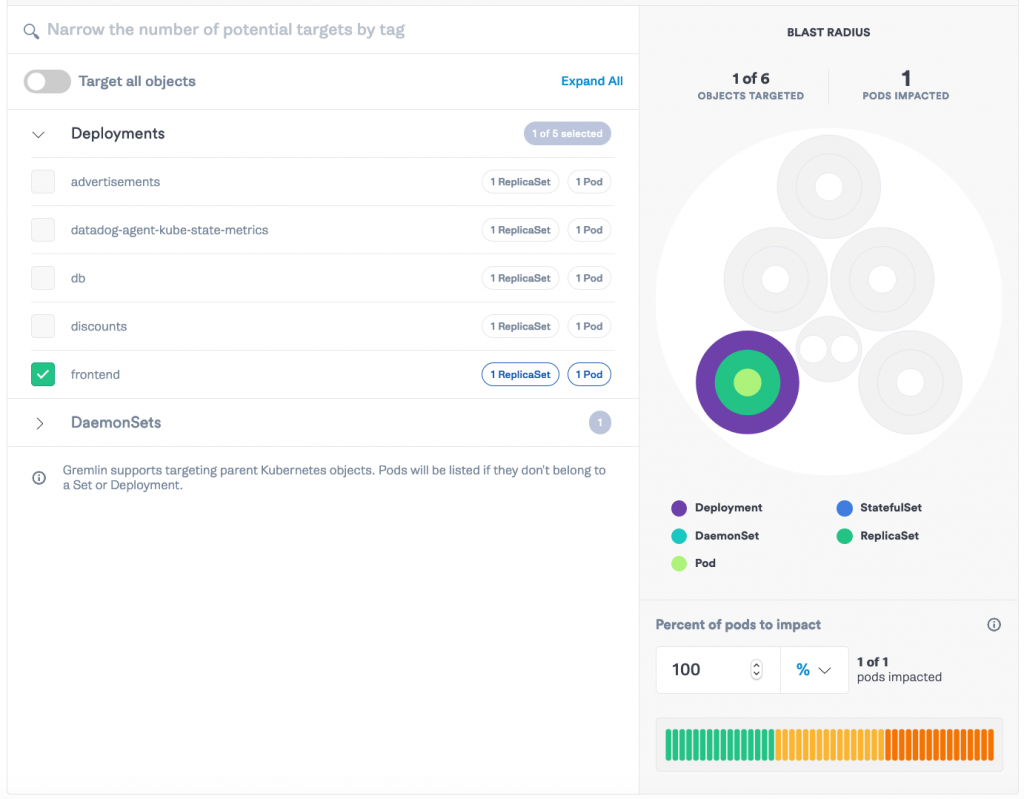 Narrow the number of potential targets by tag
Target all objects
Expand All
Deployments
1 of 5 selected
advertisements
1 ReplicaSet
1 Pod
datadog-agent-kube-state-metrics
1 ReplicaSet
1 Pod
db
1 ReplicaSet
1 Pod
discounts
1 ReplicaSet
1 Pod
frontend
1 ReplicaSet
1 Pod
DaemonSets
1
Gremlin supports targeting parent Kubernetes objects. Pods will be listed if they don't belong to
a Set or Deployment.
BLAST RADIUS
1 of 6
OBJECTS TARGETED
1
PODS IMPACTED
Deployment
StatefulSet
DaemonSet
ReplicaSet
Pod
Percent of pods to impact
100
%
1 of 1
pods impacted